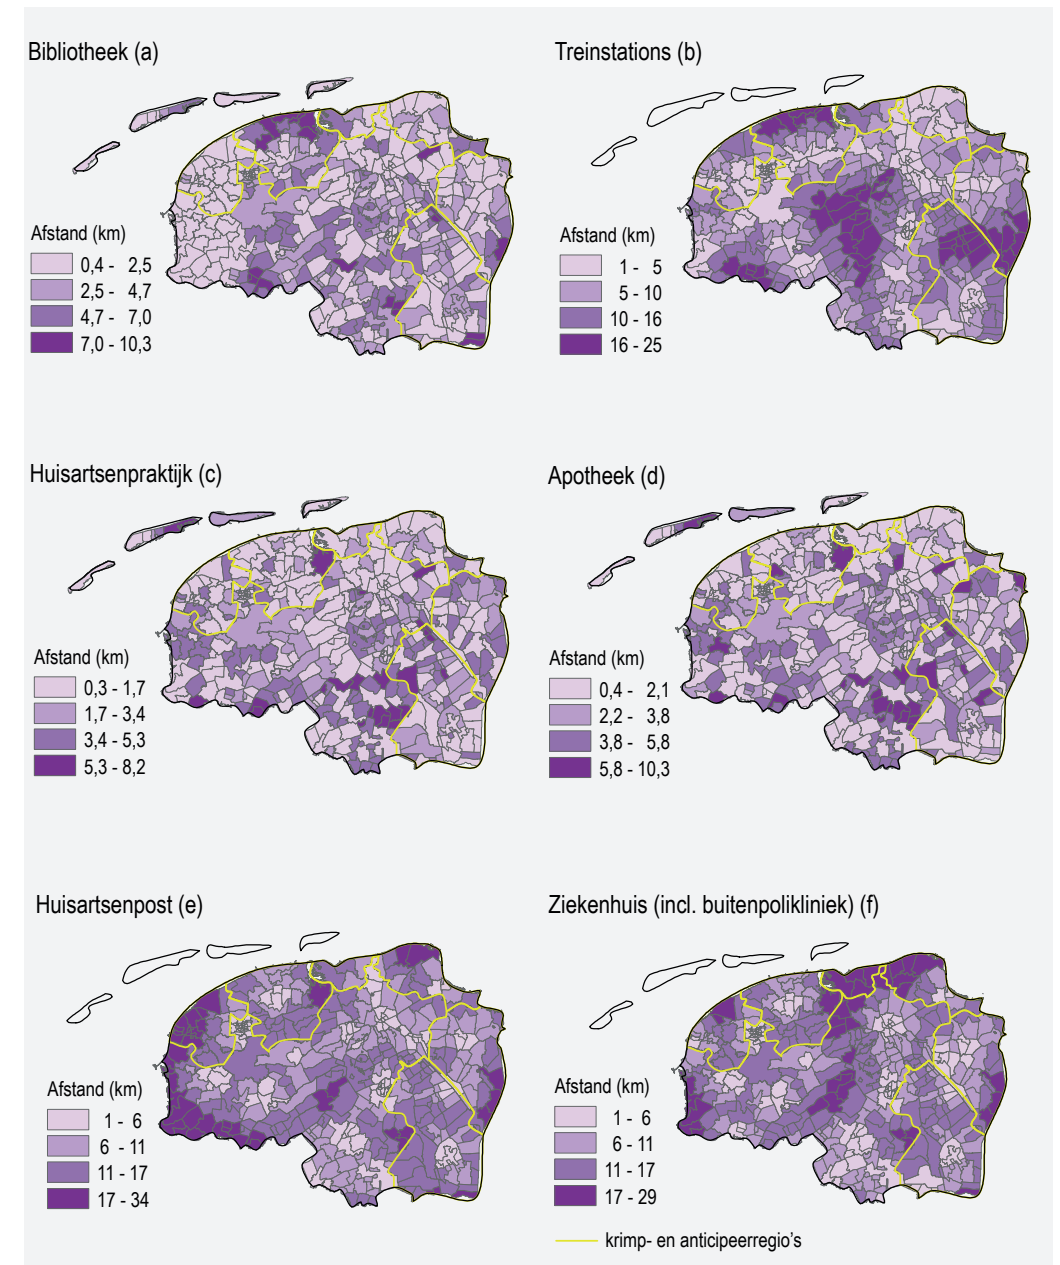 Bibliotheek (a)
Afstand (km)
0,4 - 2,5
2,5 - 4,7
4,7 - 7,0
7,0 - 10,3
Treinstations (b)
Afstand (km)
1 - 5
5 - 10
10 - 16
16 - 25
Huisartsenpraktijk (c)
Afstand (km)
0,3 - 1,7
1,7 - 3,4
3,4 - 5,3
5,3 - 8,2
Apotheek (d)
Afstand (km)
0,4 - 2,1
2,2 - 3,8
3,8 - 5,8
5,8 - 10,3
Huisartsenpost (e)
Afstand (km)
1 - 6
6 - 11
11 - 17
17 - 34
Ziekenhuis (incl. buitenpolikliniek) (f)
Afstand (km)
1 - 6
6 - 11
11 - 17
17 - 29
krimp- en anticipeerregio's